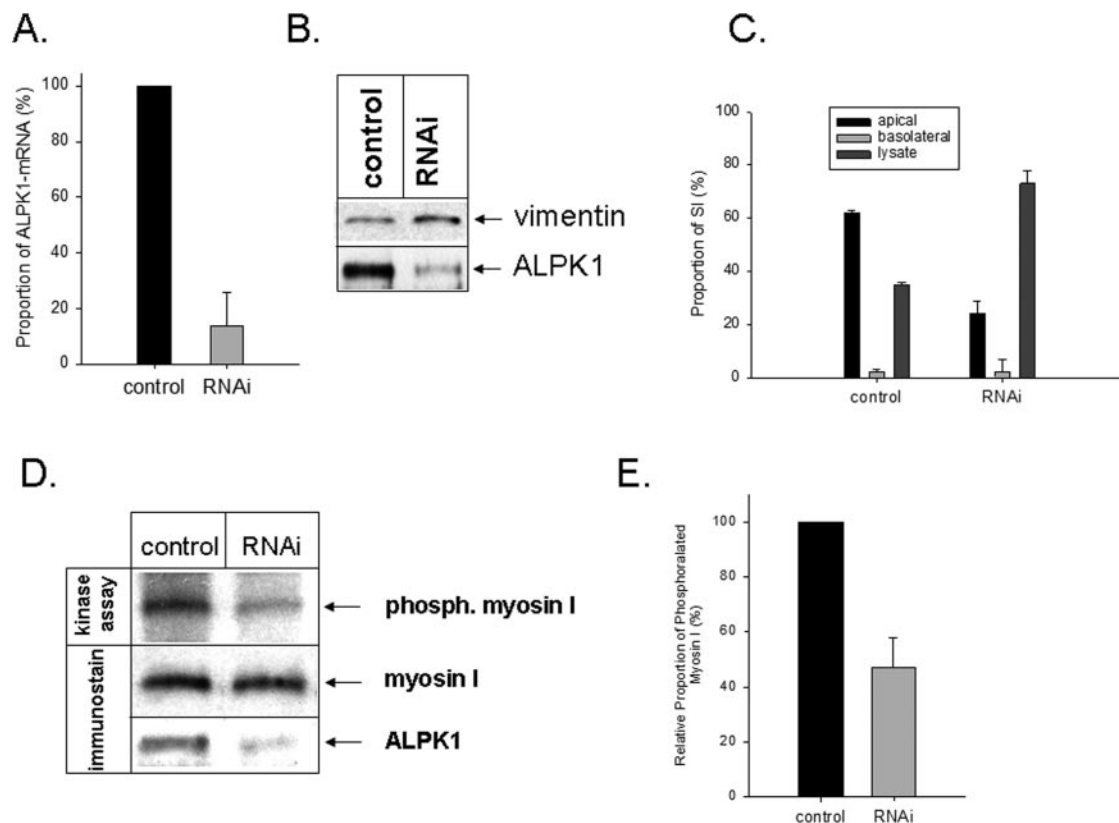 A.
Proportion of ALPK1-mRNA (%)
100
80
60
40
20
0
control
RNAi
B.
control
RNAi
vimentin
ALPK1
C.
Proportion of SI (%)
100
80
60
40
20
0
apical
basolateral
lysate
control
RNAi
D.
control
RNAi
kinase
assay
phosph. myosin I
immunostain
myosin I
ALPK1
E.
Relative Proportion of Phosphoralated
Myosin I (%)
100
80
60
40
20
0
control
RNAi